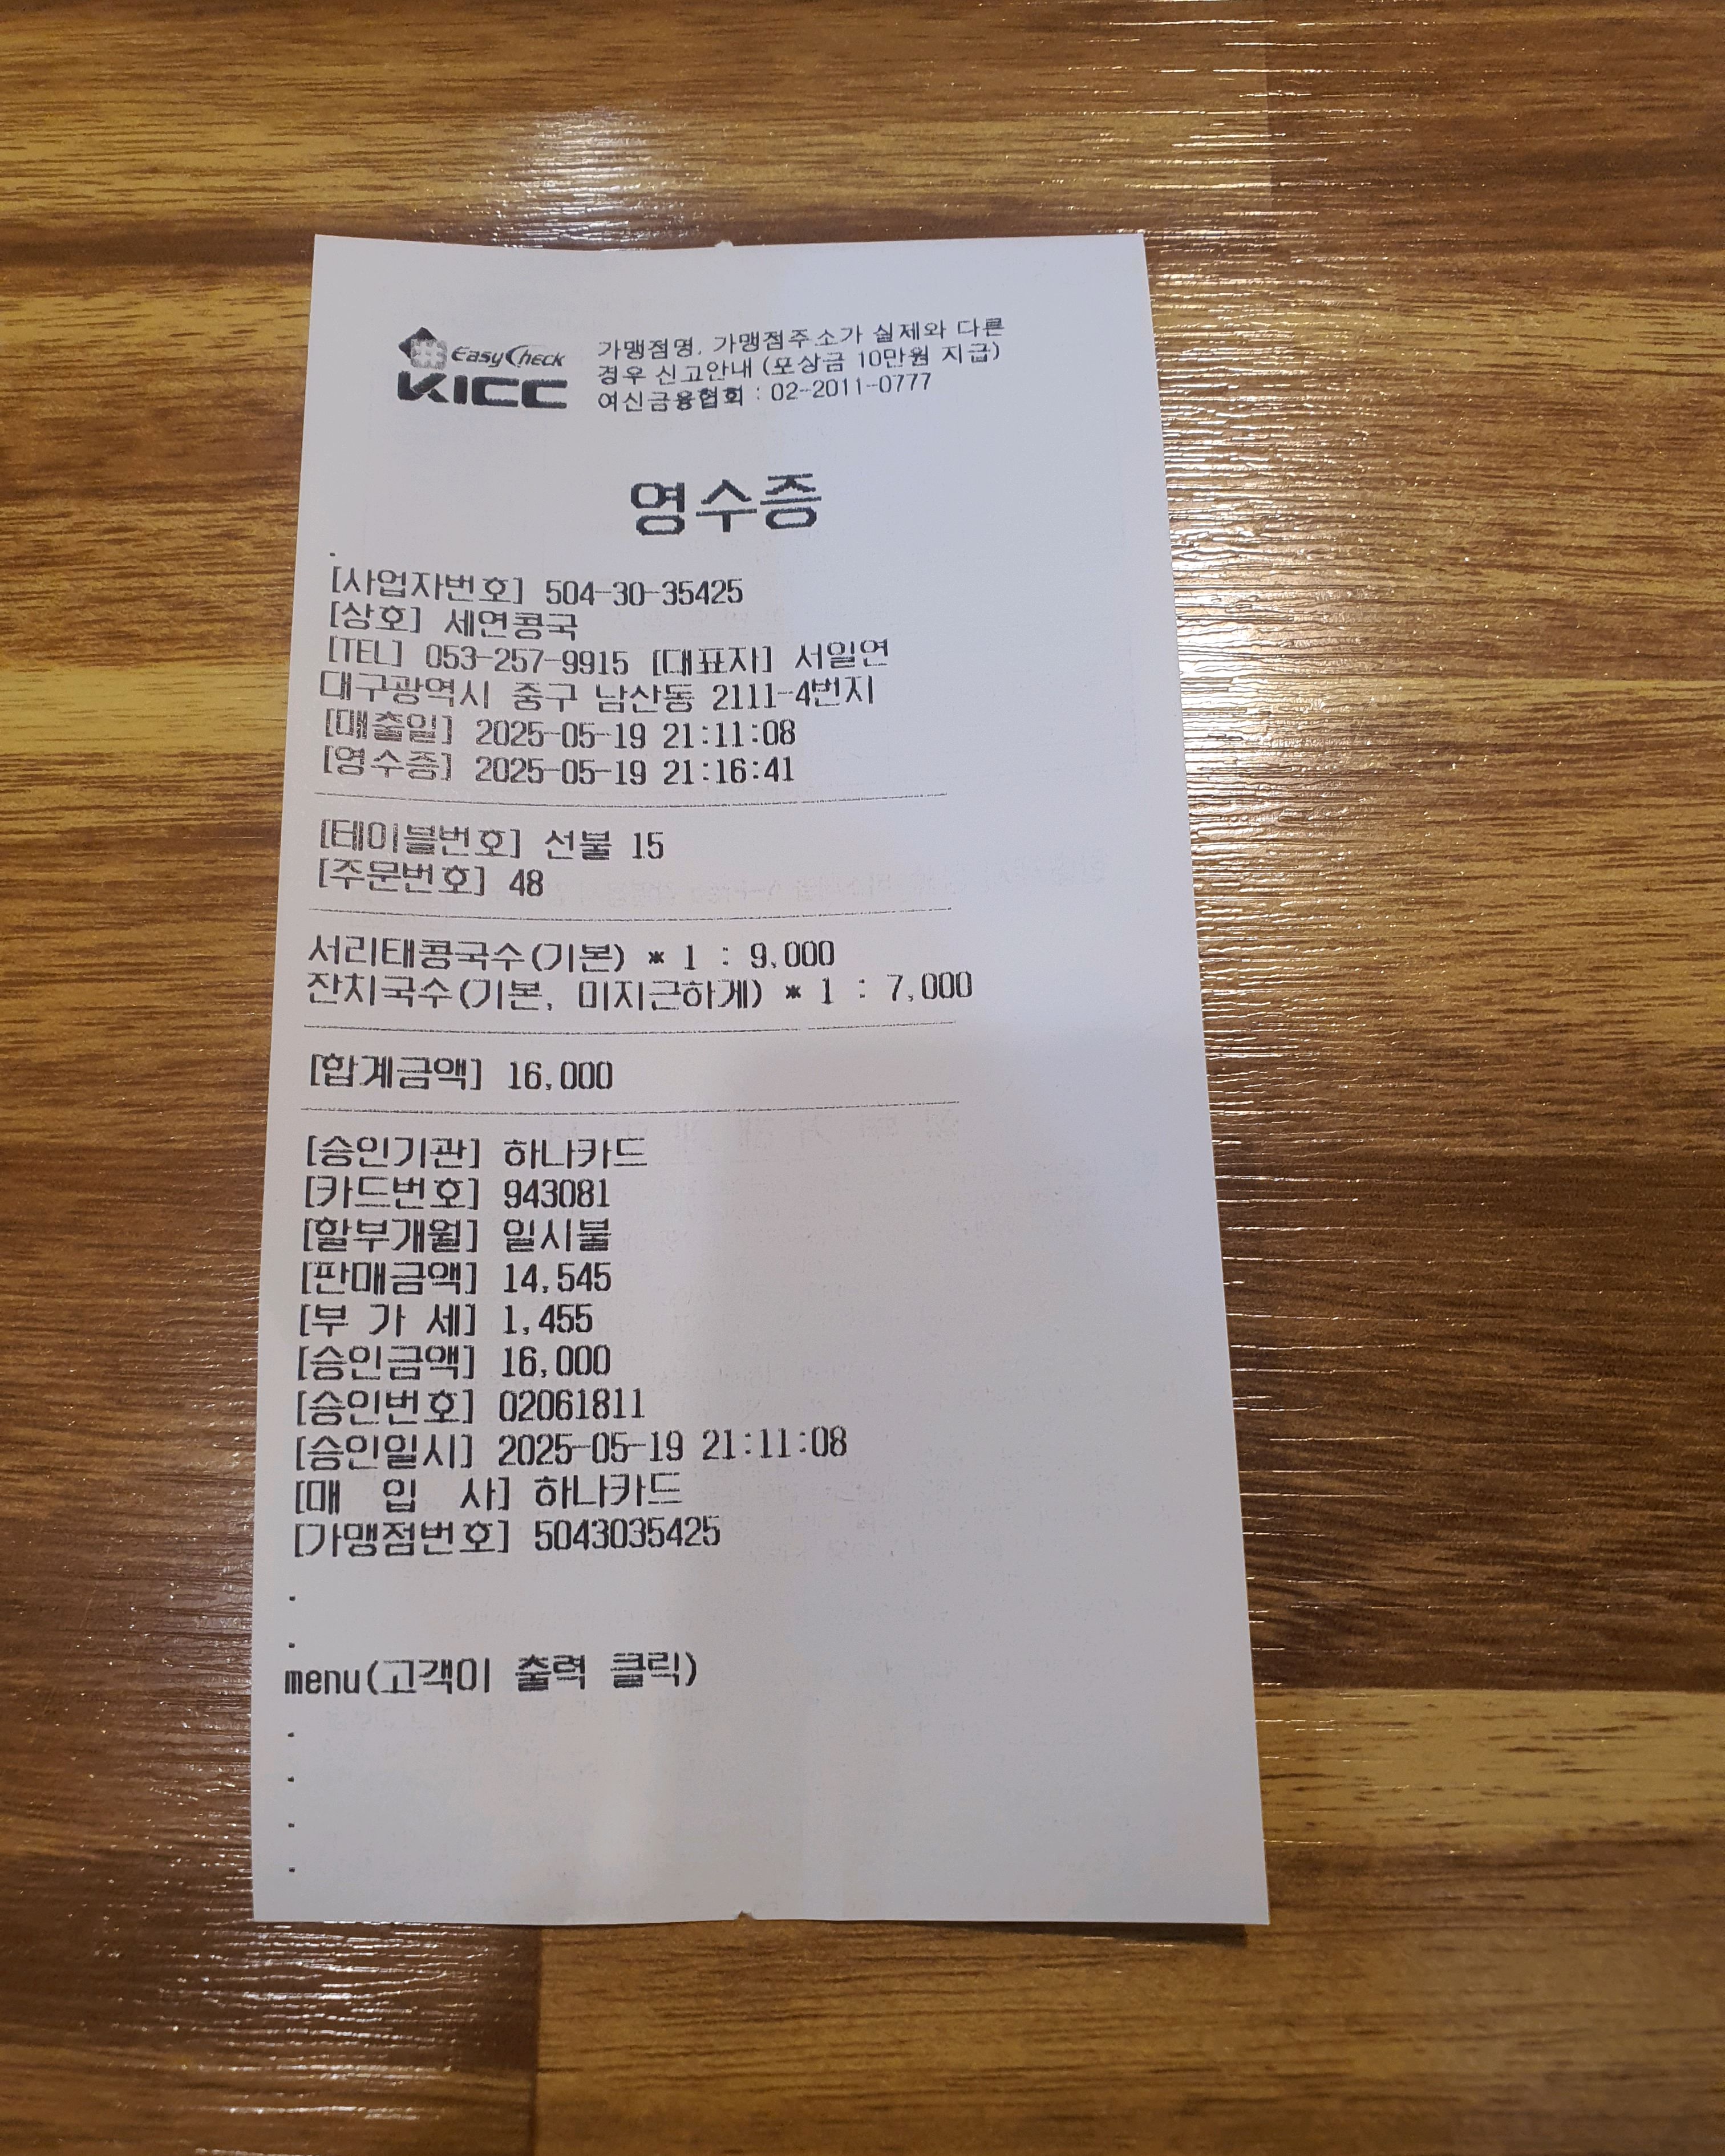 EasyCheck
KICC
가맹점명, 가맹점주소가 실제와 다른
경우 신고안내 (포상금 10만원 지급)
여신금융협회 : 02-2011-0777
영수증
.
[사업자번호] 504-30-35425
[상호] 세연콩국
[TEL] 053-257-9915 [대표자] 서일연
대구광역시 중구 남산동 2111-4번지
[매출일] 2025-05-19 21:11:08
[영수증] 2025-05-19 21:16:41
[테이블번호] 선불 15
[주문번호] 48
서리태콩국수(기본) * 1 : 9,000
잔치국수(기본, 미지근하게) * 1 : 7,000
[합계금액] 16,000
[승인기관] 하나카드
[카드번호] 943081
[할부개월] 일시불
[판매금액] 14,545
[부 가 세] 1,455
[승인금액] 16,000
[승인번호] 02061811
[승인일시] 2025-05-19 21:11:08
[매 입 사] 하나카드
[가맹점번호] 5043035425
.
.
menu(고객이 출력 클릭)
.
.
.
.